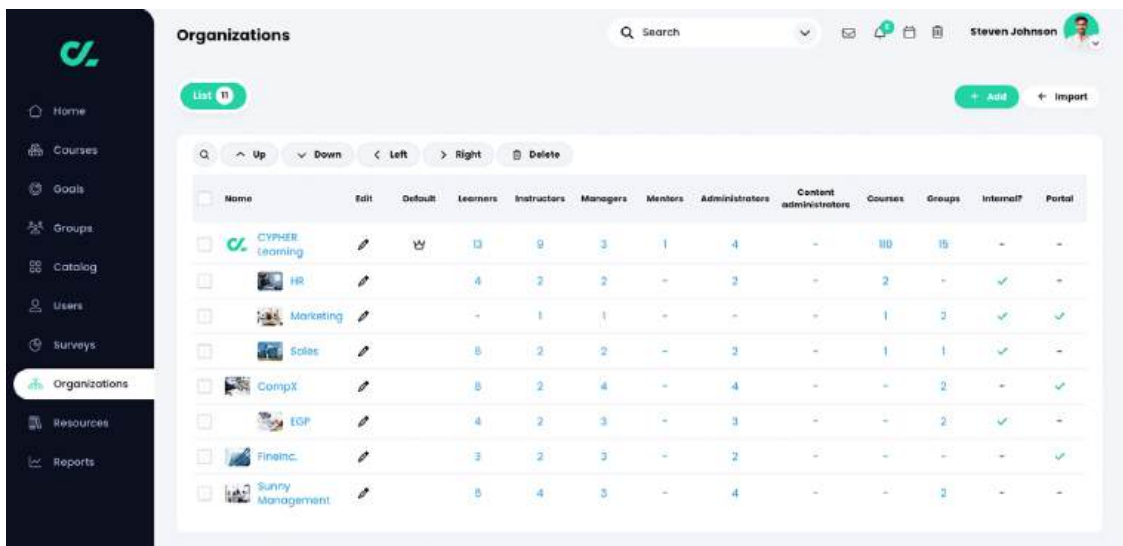 Organizations
Search
Steven Johnson
List 11
+ Add
Import
Home
Courses
Goals
Groups
Catalog
Users
Surveys
Organizations
Resources
Reports
Up Down Left Right Delete
Name Edit Default Learners Instructors Managers Mentors Administrators Content administrators Courses Groups Internal? Portal
CYPHER Learning 13 9 3 1 4 - 110 15 - -
HR 4 2 2 - 2 - 2 - -
Marketing - 1 1 - - - 1 2
Sales 2 2 - 2 - 1 1 -
CompX 2 4 - 4 - - 2 -
EGP 4 2 3 - 3 - - 2 -
FineInc. 3 2 3 - 2 - - - -
Sunny Management 4 3 - 4 - - 2 - -